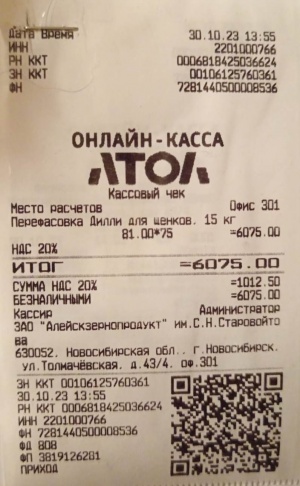 Дата Время 30.10.23 13:55
ИНН 2201000766
РН ККТ 0006818425036624
ЗН ККТ 00106125760361
ФН 7281440500008536
ОНЛАЙН-КАССА
АТОЛ
Кассовый чек
Место расчетов Офис 301
Перефасовка Дилли для щенков. 15 кг
81.00*75 =6075.00
НДС 20%
ИТОГ =6075.00
СУММА НДС 20% =1012.50
БЕЗНАЛИЧНЫМИ =6075.00
Кассир Администратор
ЗАО "Алейскзернопродукт" им.С.Н.Старовойто
ва
630052. Новосибирская обл.. г.Новосибирск.
ул.Толмачёвская. д.43/4. оф.301
ЗН ККТ 00106125760361
30.10.23 13:55
РН ККТ 0006818425036624
ИНН 2201000766
ФН 7281440500008536
ФД 808
ФП 3819126281
ПРИХОД